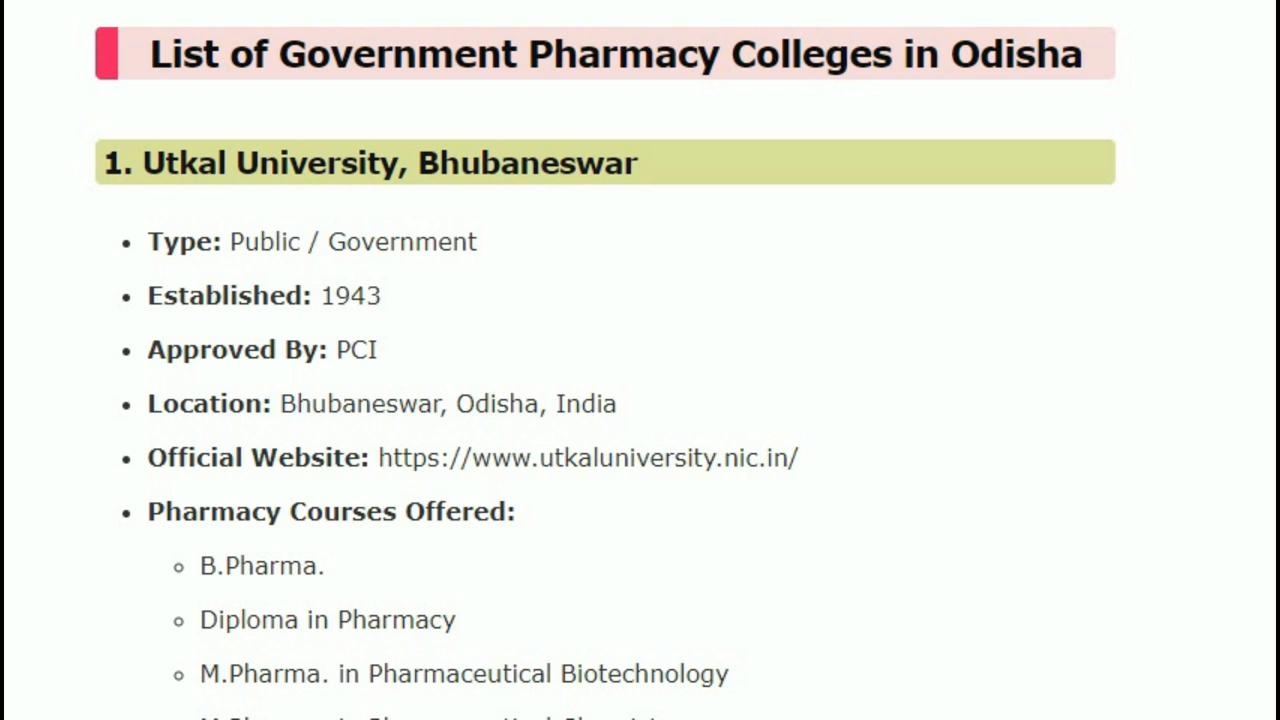 List of Government Pharmacy Colleges in Odisha
1. Utkal University, Bhubaneswar
• Type: Public / Government
• Established: 1943
• Approved By: PCI
• Location: Bhubaneswar, Odisha, India
• Official Website: https://www.utkaluniversity.nic.in/
• Pharmacy Courses Offered:
◦ B.Pharma.
◦ Diploma in Pharmacy
◦ M.Pharma. in Pharmaceutical Biotechnology